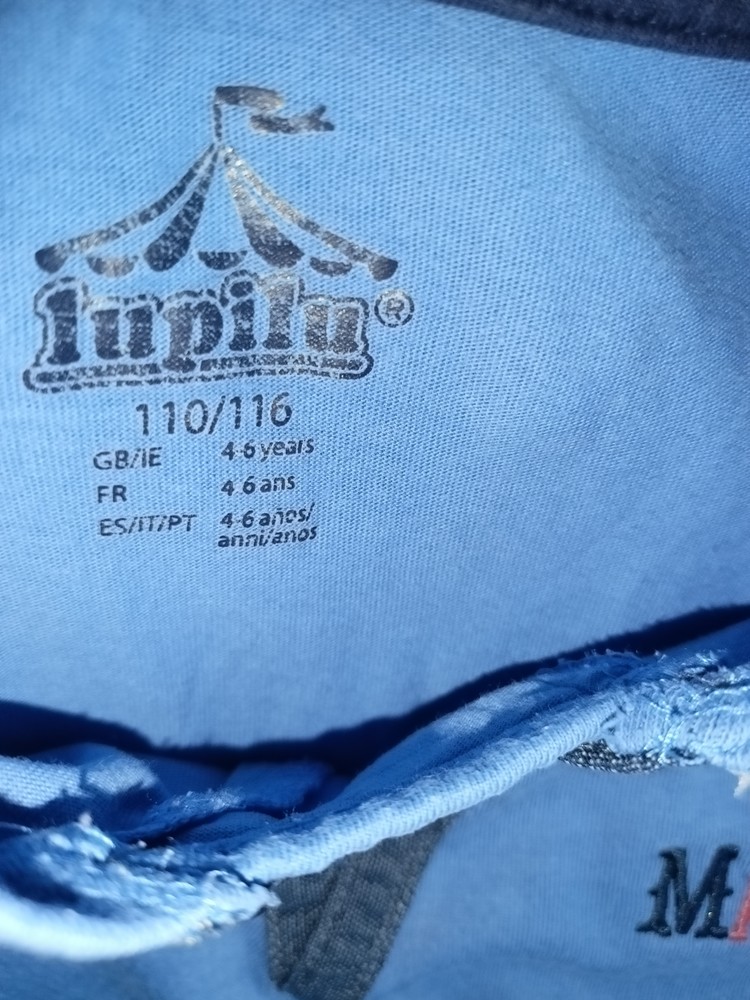 lupilu®
110/116
GB/IE 4-6 years
FR 4-6 ans
ES/IT/PT 4-6 años/
anni/anos
M